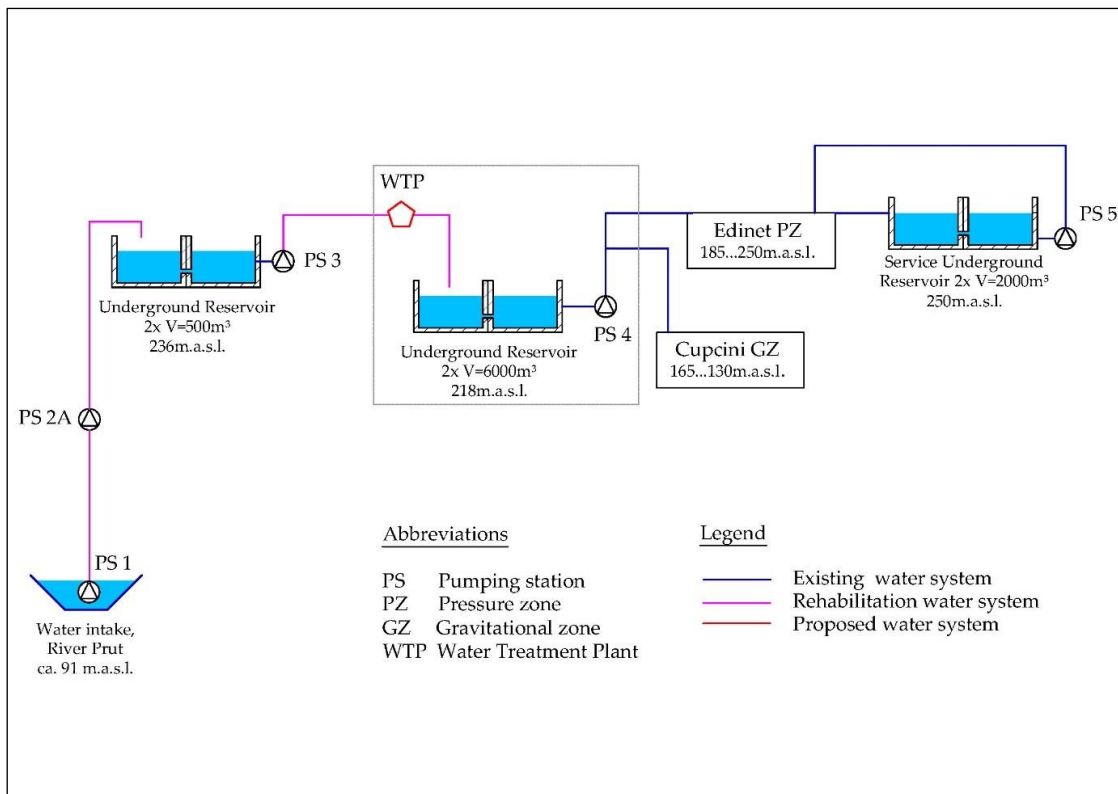 WTP
PS 5
Edinet PZ
185...250m.a.s.l.
PS 3
Service Underground
Reservoir 2x V=2000m³
250m.a.s.l.
Underground Reservoir
2x V=500m³
236m.a.s.l.
PS 4
Underground Reservoir
2x V=6000m³
218m.a.s.l.
Cupcini GZ
165...130m.a.s.l.
PS 2A
PS 1
Water intake,
River Prut
ca. 91 m.a.s.l.
Abbreviations
PS Pumping station
PZ Pressure zone
GZ Gravitational zone
WTP Water Treatment Plant
Legend
Existing water system
Rehabilitation water system
Proposed water system